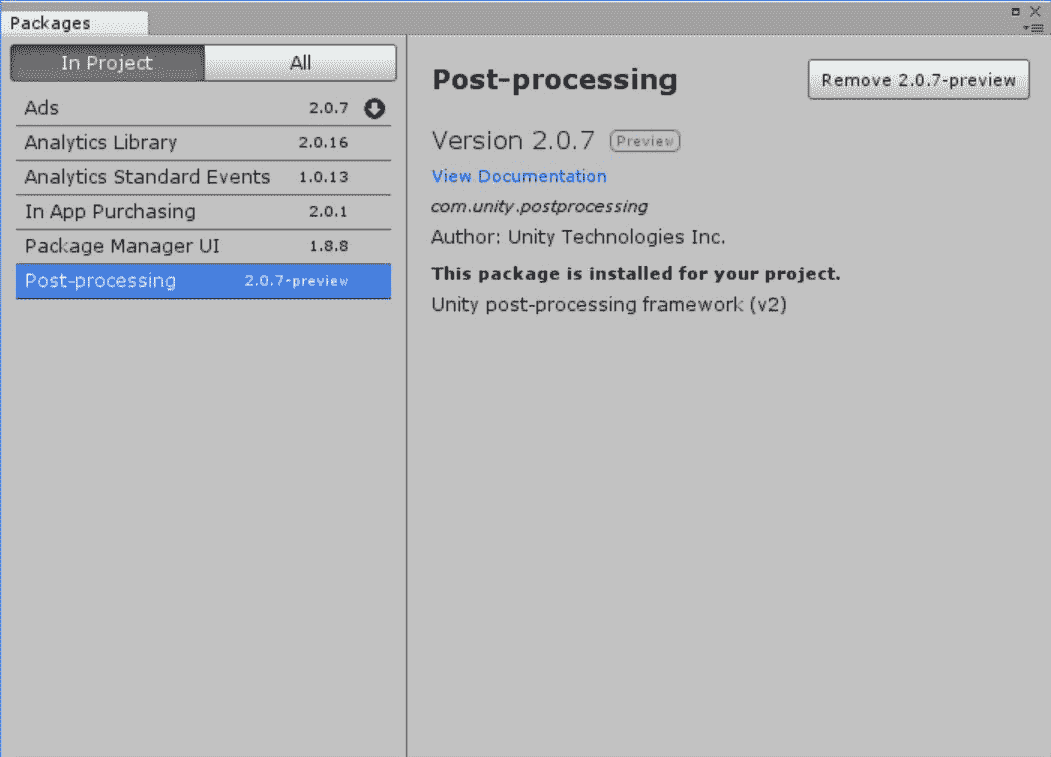 Packages
In Project
All
Ads 2.0.7
Analytics Library 2.0.16
Analytics Standard Events 1.0.13
In App Purchasing 2.0.1
Package Manager UI 1.8.8
Post-processing 2.0.7-preview
Post-processing
Remove 2.0.7-preview
Version 2.0.7 Preview
View Documentation
com.unity.postprocessing
Author: Unity Technologies Inc.
This package is installed for your project.
Unity post-processing framework (v2)